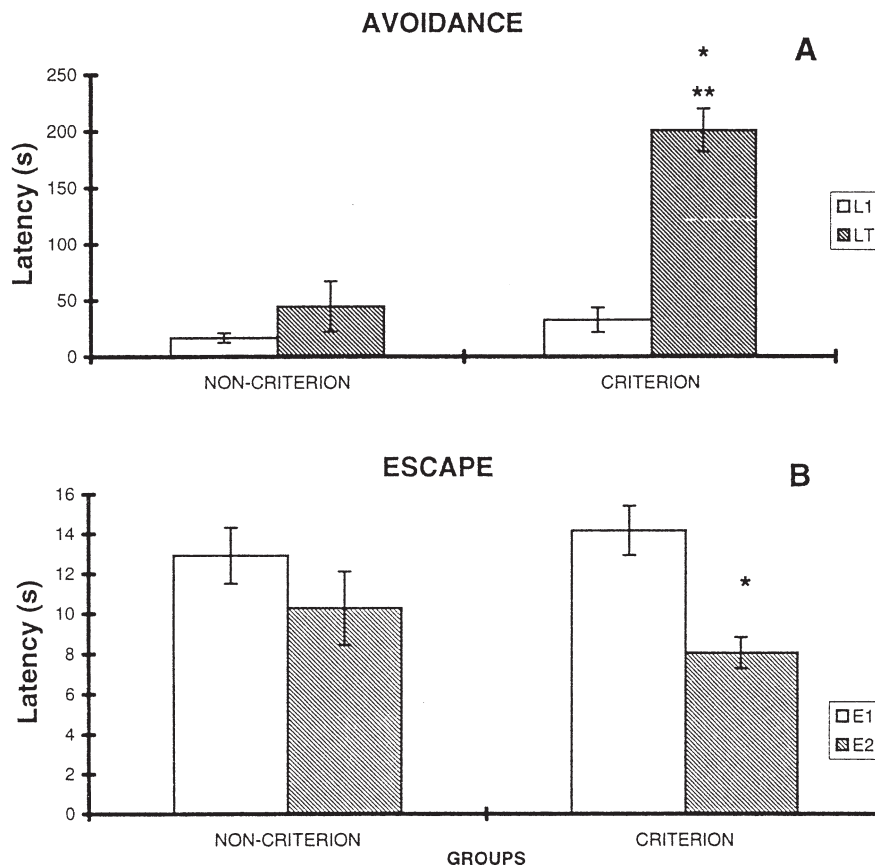 AVOIDANCE
A
*
**
Latency (s)
250
200
150
100
50
0
L1
LT
NON-CRITERION
CRITERION
ESCAPE
B
Latency (s)
16
14
12
10
8
6
4
2
0
*
E1
E2
NON-CRITERION
CRITERION
GROUPS